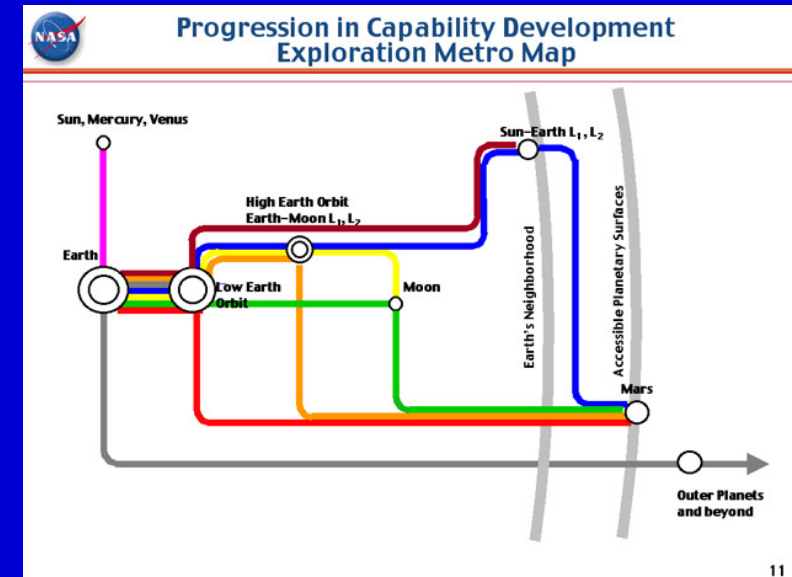 NASA
Progression in Capability Development
Exploration Metro Map
Sun, Mercury, Venus
Sun-Earth L₁, L₂
High Earth Orbit
Earth-Moon L₁, L₂
Earth
Low Earth
Orbit
Moon
Earth's Neighborhood
Accessible Planetary Surfaces
Mars
Outer Planets
and beyond
11